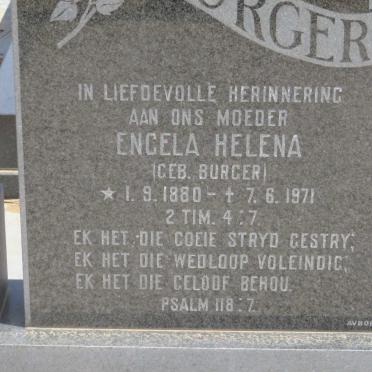 URGER
IN LIEFDEVOLLE HERINNERING
AAN ONS MOEDER
ENGELA HELENA
(GEB. BURGER)
★ 1. 9. 1880 - † 7. 6. 1971
2 TIM. 4:7.
EK HET DIE GOEIE STRYD GESTRY;
EK HET DIE WEDLOOP VOLEINDIG;
EK HET DIE GELOOF BEHOU.
PSALM 118:7.
AVBOB